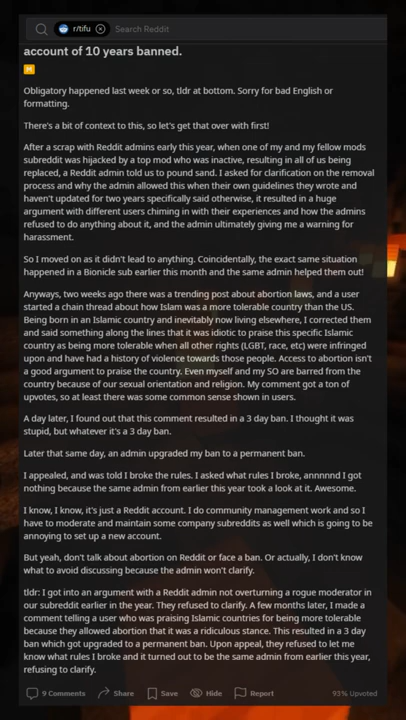 r/tifu Search Reddit
account of 10 years banned.
M
Obligatory happened last week or so, tldr at bottom. Sorry for bad English or
formatting.
There's a bit of context to this, so let's get that over with first!
After a scrap with Reddit admins early this year, when one of my and my fellow mods
subreddit was hijacked by a top mod who was inactive, resulting in all of us being
replaced, a Reddit admin told us to pound sand. I asked for clarification on the removal
process and why the admin allowed this when their own guidelines they wrote and
haven't updated for two years specifically said otherwise, it resulted in a huge
argument with different users chiming in with their experiences and how the admins
refused to do anything about it, and the admin ultimately giving me a warning for
harassment.
So I moved on as it didn't lead to anything. Coincidentally, the exact same situation
happened in a Bionicle sub earlier this month and the same admin helped them out!
Anyways, two weeks ago there was a trending post about abortion laws, and a user
started a chain thread about how Islam was a more tolerable country than the US.
Being born in an Islamic country and inevitably now living elsewhere, I corrected them
and said something along the lines that it was idiotic to praise this specific Islamic
country as being more tolerable when all other rights (LGBT, race, etc) were infringed
upon and have had a history of violence towards those people. Access to abortion isn't
a good argument to praise the country. Even myself and my SO are barred from the
country because of our sexual orientation and religion. My comment got a ton of
upvotes, so at least there was some common sense shown in users.
A day later, I found out that this comment resulted in a 3 day ban. I thought it was
stupid, but whatever it's a 3 day ban.
Later that same day, an admin upgraded my ban to a permanent ban.
I appealed, and was told I broke the rules. I asked what rules I broke, annnnnd I got
nothing because the same admin from earlier this year took a look at it. Awesome.
I know, I know, it's just a Reddit account. I do community management work and so I
have to moderate and maintain some company subreddits as well which is going to be
annoying to set up a new account.
But yeah, don't talk about abortion on Reddit or face a ban. Or actually, I don't know
what to avoid discussing because the admin won't clarify.
tldr: I got into an argument with a Reddit admin not overturning a rogue moderator in
our subreddit earlier in the year. They refused to clarify. A few months later, I made a
comment telling a user who was praising Islamic countries for being more tolerable
because they allowed abortion that it was a ridiculous stance. This resulted in a 3 day
ban which got upgraded to a permanent ban. Upon appeal, they refused to let me
know what rules I broke and it turned out to be the same admin from earlier this year,
refusing to clarify.
9 Comments Share Save Hide Report 93% Upvoted